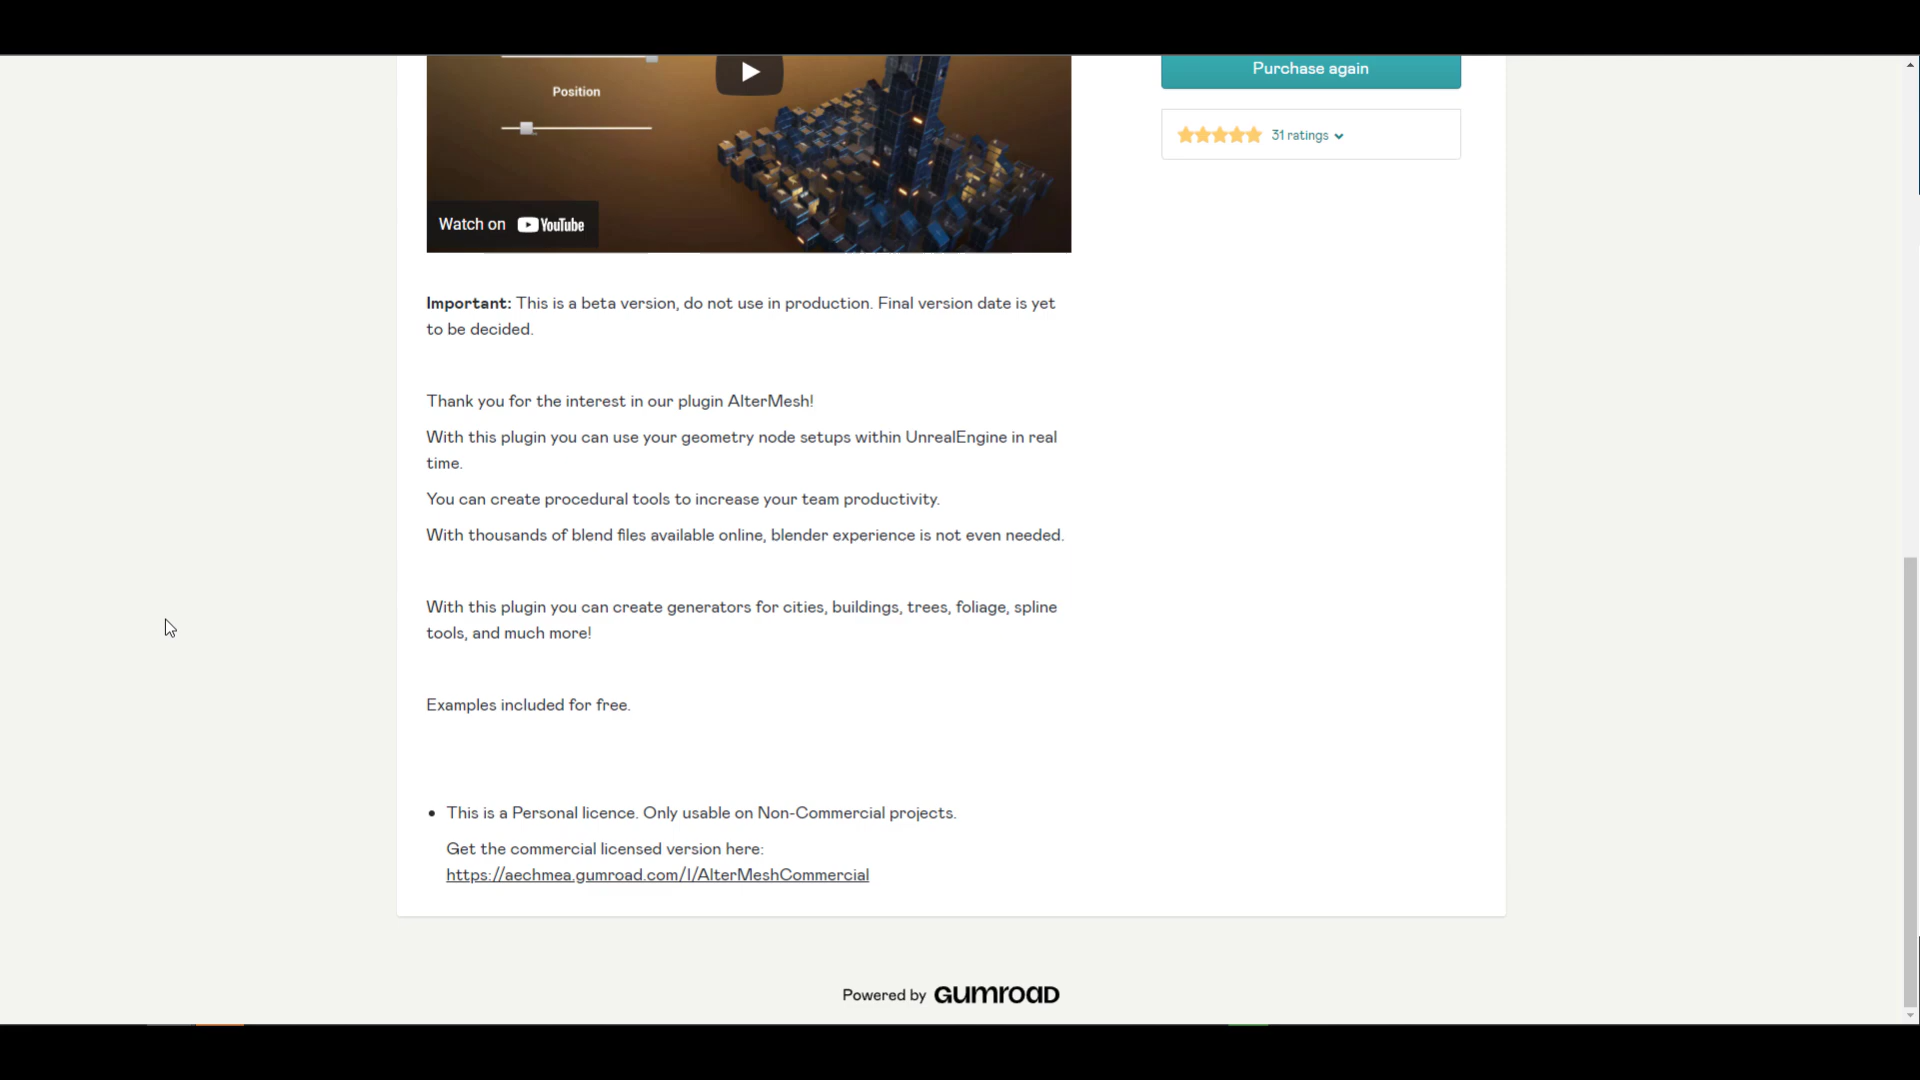 Purchase again
Position
31 ratings
Watch on YouTube
Important: This is a beta version, do not use in production. Final version date is yet
to be decided.
Thank you for the interest in our plugin AlterMesh!
With this plugin you can use your geometry node setups within UnrealEngine in real
time.
You can create procedural tools to increase your team productivity.
With thousands of blend files available online, blender experience is not even needed.
With this plugin you can create generators for cities, buildings, trees, foliage, spline
tools, and much more!
Examples included for free.
• This is a Personal licence. Only usable on Non-Commercial projects.
Get the commercial licensed version here:
https://aechmea.gumroad.com/l/AlterMeshCommercial
Powered by GUMROAD